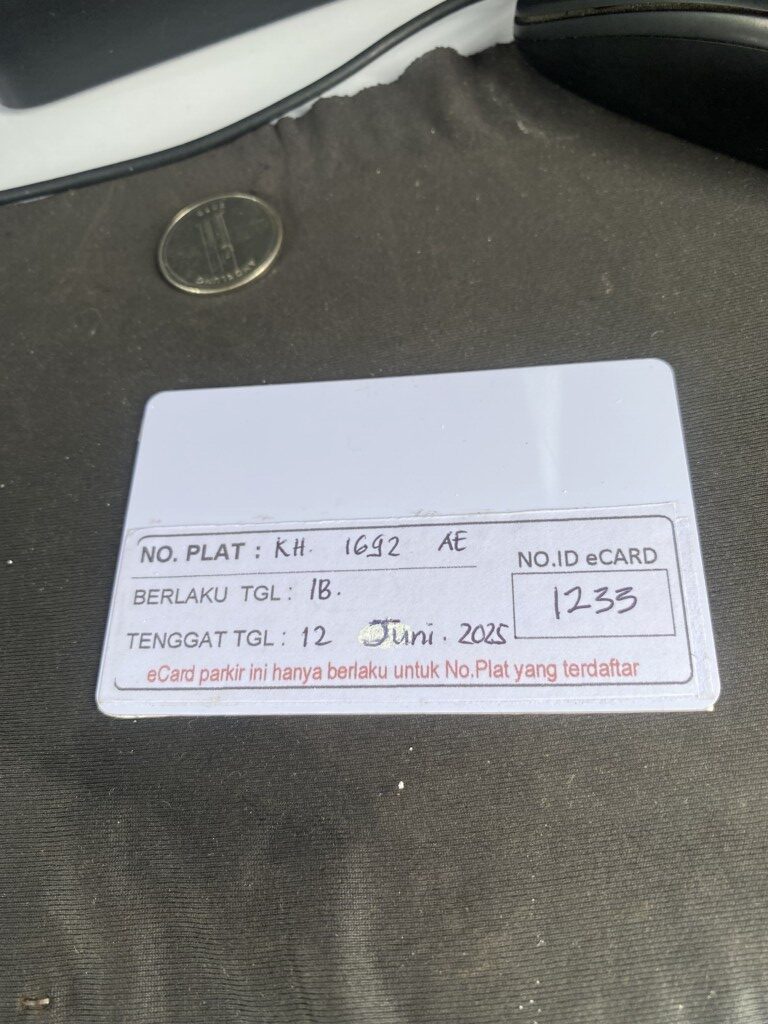 NO. PLAT : KH. 1692 AE
NO.ID eCARD
BERLAKU TGL : 1B.
1233
TENGGAT TGL : 12 Juni . 2025
eCard parkir ini hanya berlaku untuk No.Plat yang terdaftar